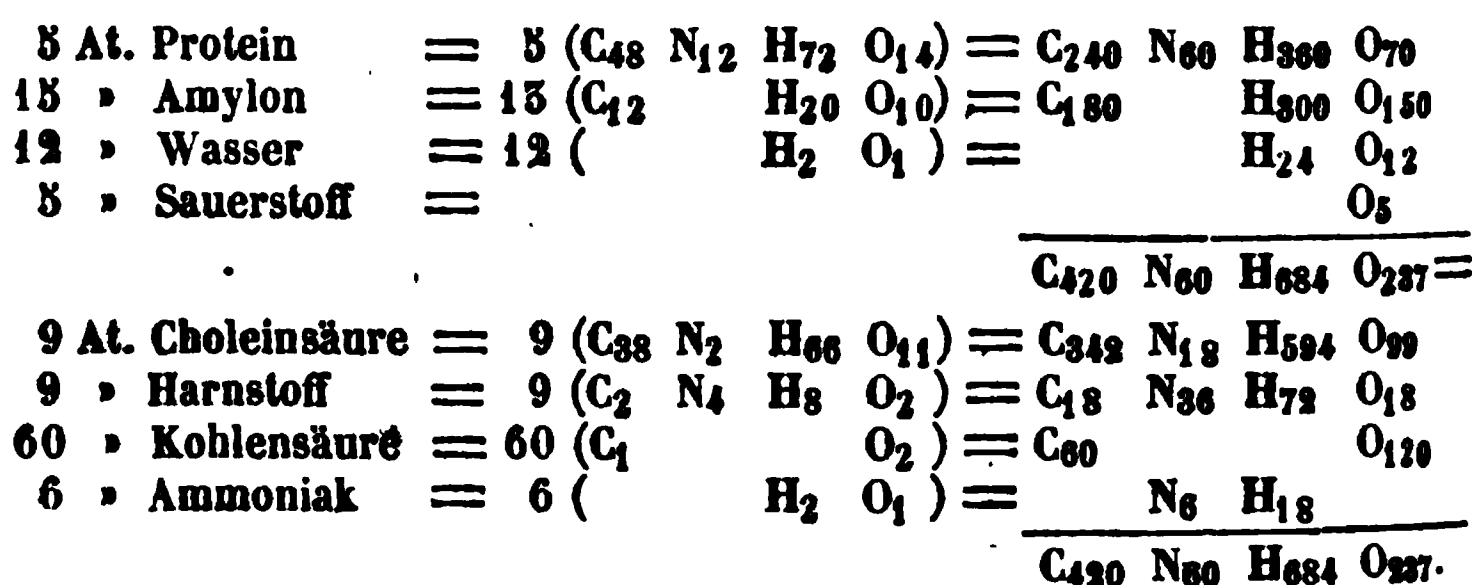 5 At. Protein = 5 (C₄₈ N₁₂ H₇₂ O₁₄) = C₂₄₀ N₆₀ H₃₆₀ O₇₀
15 » Amylon = 15 (C₁₂ H₂₀ O₁₀) = C₁₈₀ H₃₀₀ O₁₅₀
12 » Wasser = 12 ( H₂ O₁ ) = H₂₄ O₁₂
5 » Sauerstoff = O₅
C₄₂₀ N₆₀ H₆₈₄ O₂₃₇ =
9 At. Choleinsäure = 9 (C₃₈ N₂ H₆₆ O₁₁) = C₃₄₂ N₁₈ H₅₉₄ O₉₉
9 » Harnstoff = 9 (C₂ N₄ H₈ O₂ ) = C₁₈ N₃₆ H₇₂ O₁₈
60 » Kohlensäure = 60 (C₁ O₂ ) = C₆₀ O₁₂₀
6 » Ammoniak = 6 ( H₂ O₁ ) = N₆ H₁₈
C₄₂₀ N₆₀ H₆₈₄ O₂₃₇.